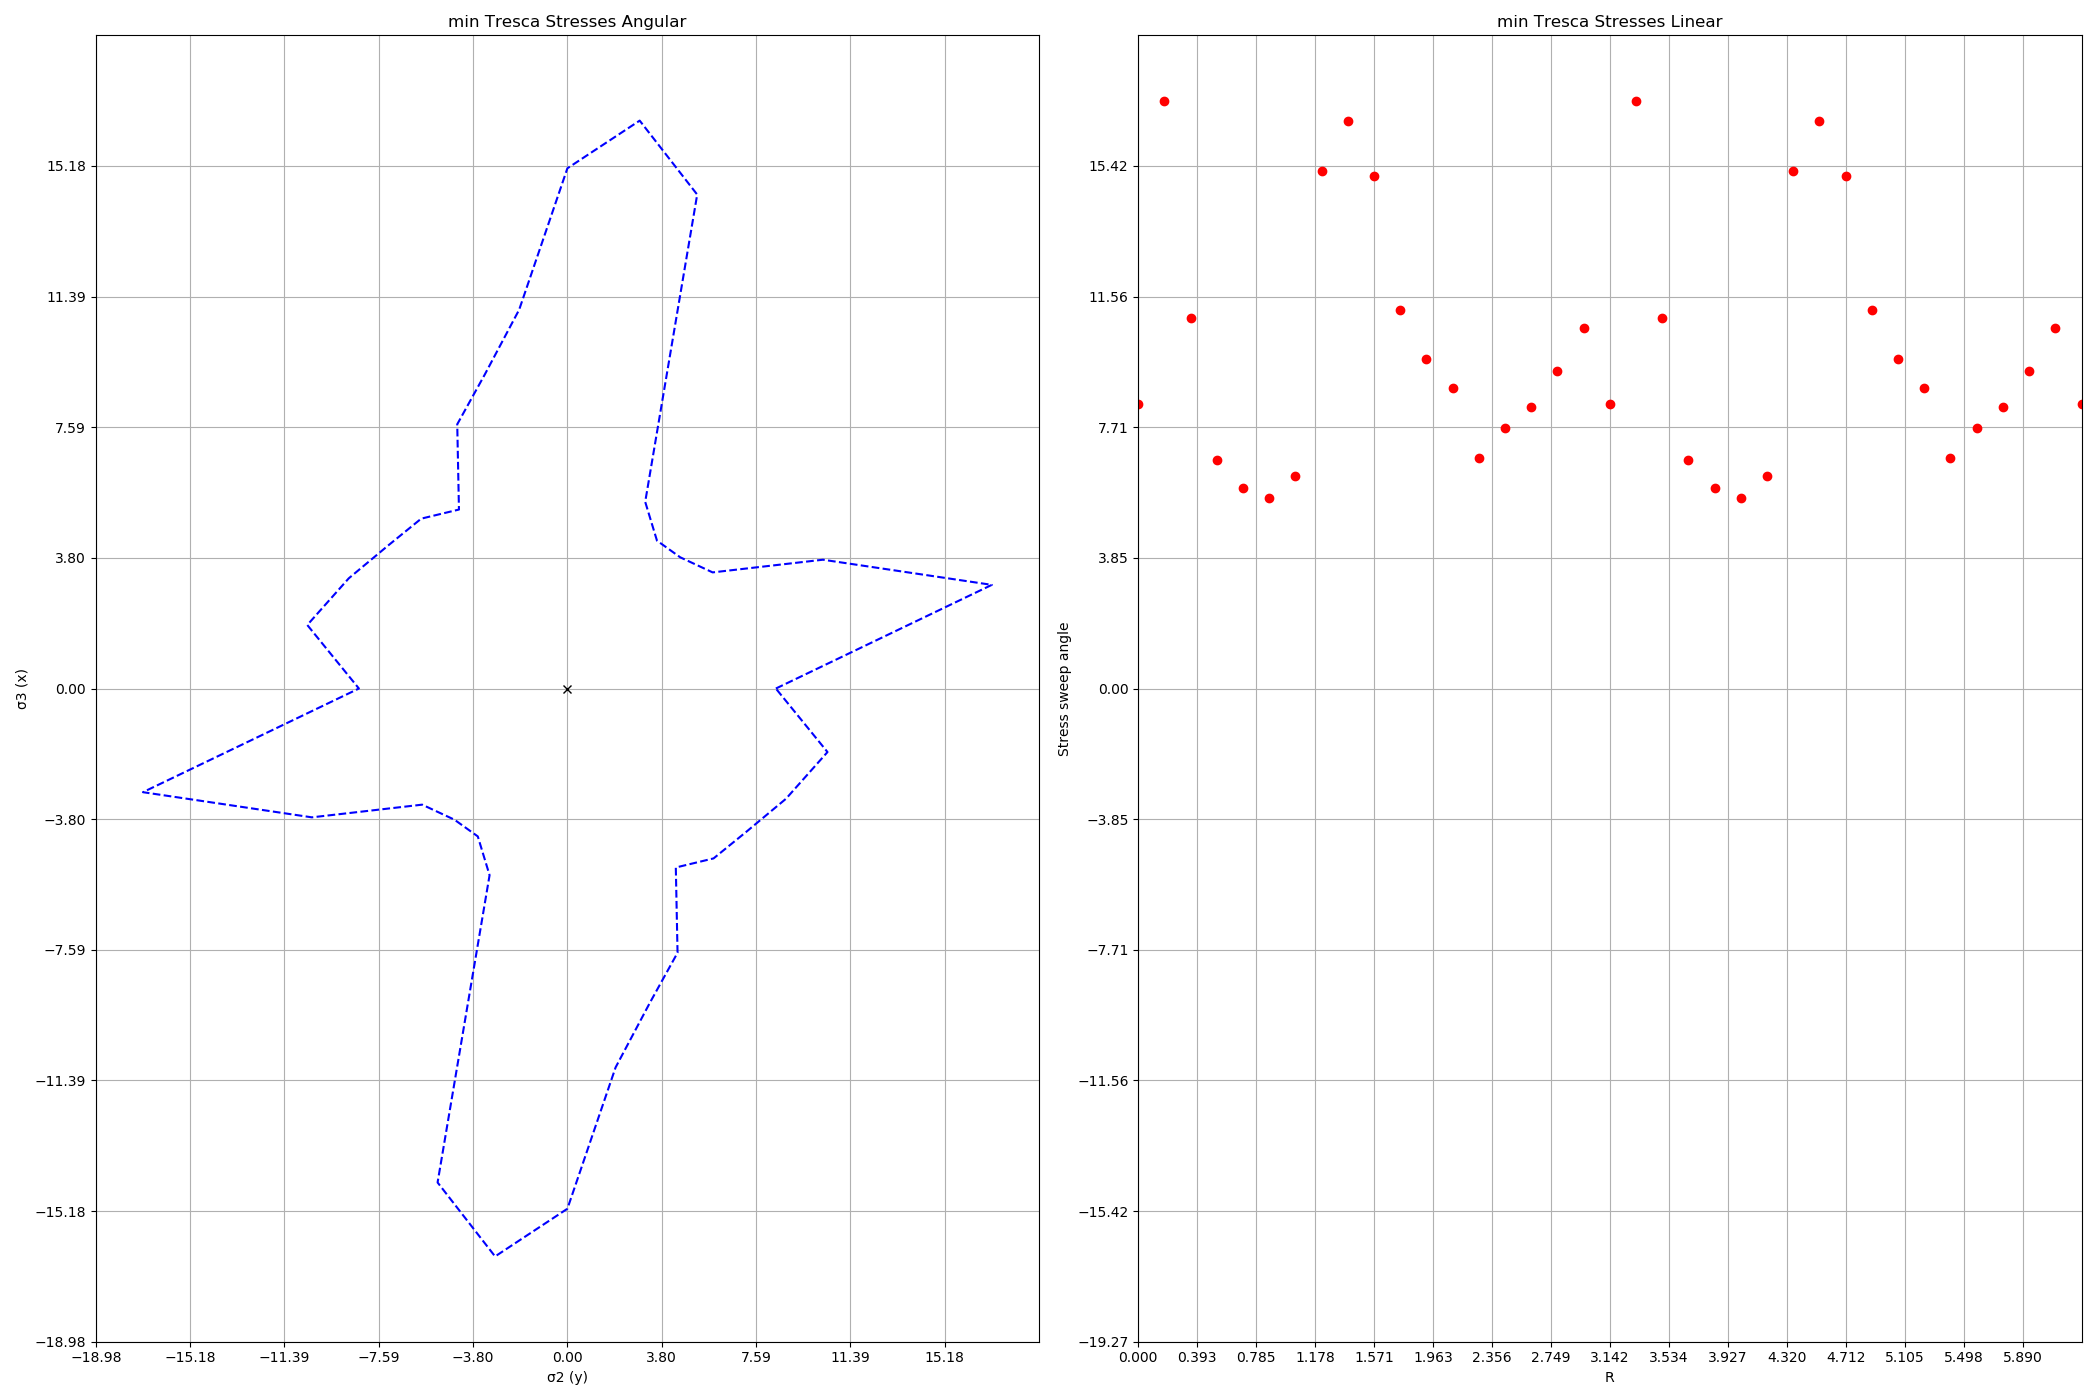 min Tresca Stresses Angular
15.18
11.39
7.59
3.80
0.00
−3.80
−7.59
−11.39
−15.18
−18.98
σ3 (x)
−18.98 −15.18 −11.39 −7.59 −3.80 0.00 3.80 7.59 11.39 15.18
σ2 (y)
min Tresca Stresses Linear
15.42
11.56
7.71
3.85
0.00
−3.85
−7.71
−11.56
−15.42
−19.27
Stress sweep angle
0.000 0.393 0.785 1.178 1.571 1.963 2.356 2.749 3.142 3.534 3.927 4.320 4.712 5.105 5.498 5.890
R